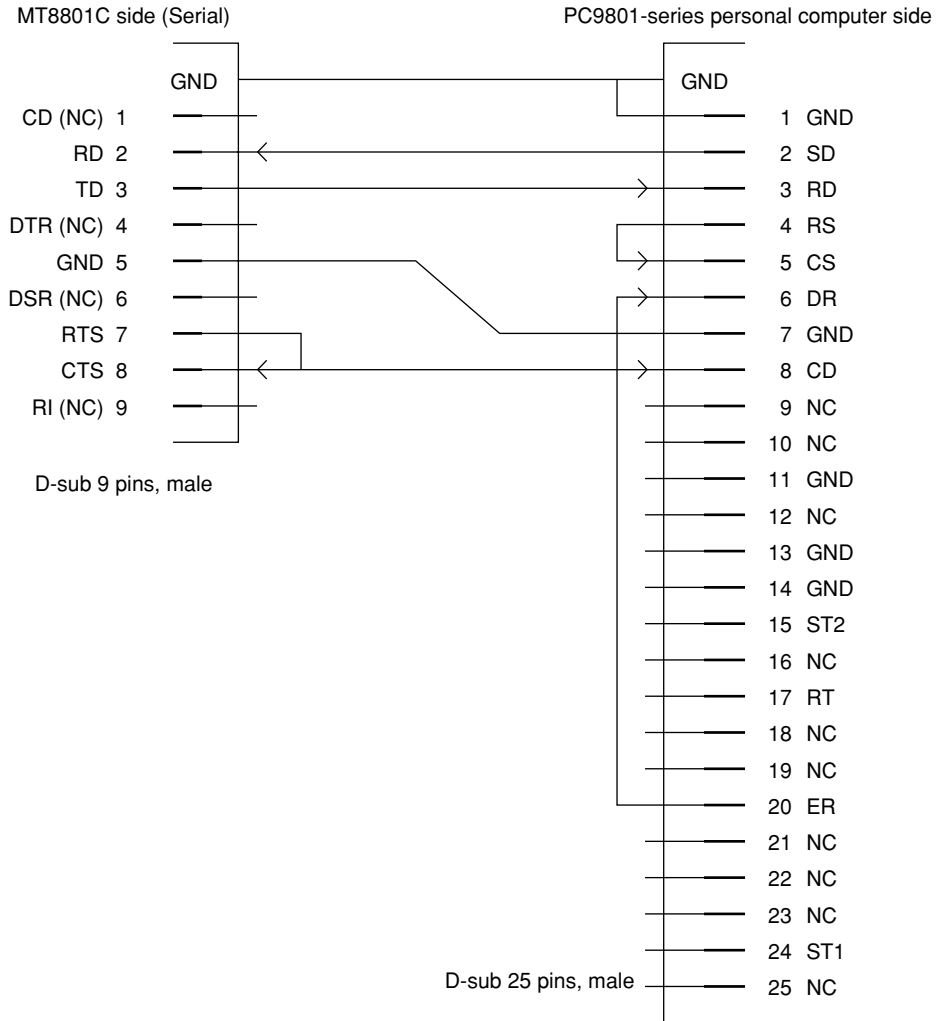 MT8801C side (Serial)
PC9801-series personal computer side
GND
GND
CD (NC) 1
1 GND
RD 2
2 SD
TD 3
3 RD
DTR (NC) 4
4 RS
GND 5
5 CS
DSR (NC) 6
6 DR
RTS 7
7 GND
CTS 8
8 CD
RI (NC) 9
9 NC
10 NC
D-sub 9 pins, male
11 GND
12 NC
13 GND
14 GND
15 ST2
16 NC
17 RT
18 NC
19 NC
20 ER
21 NC
22 NC
23 NC
24 ST1
D-sub 25 pins, male
25 NC